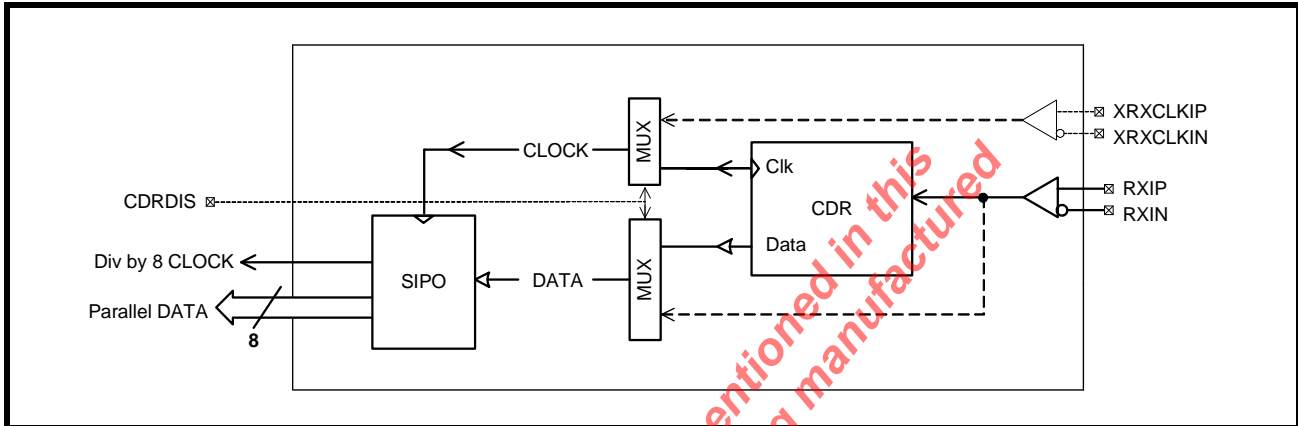 XRXCLKIP
XRXCLKIN
MUX
CLOCK
Clk
CDR
RXIP
RXIN
CDRDIS
Data
MUX
Div by 8 CLOCK
SIPO
DATA
Parallel DATA
8
entioned in this
g manufactured